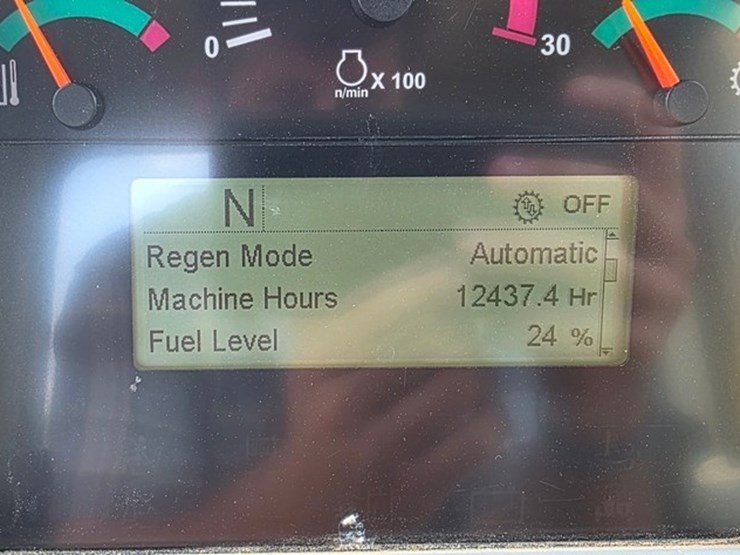 0
30
n/min X 100
N OFF
Regen Mode Automatic
Machine Hours 12437.4 Hr
Fuel Level 24 %